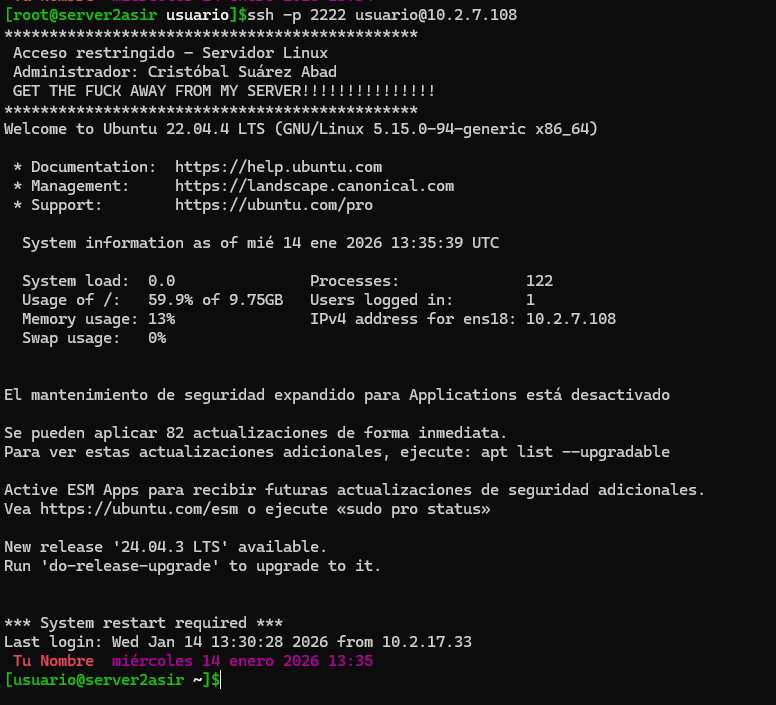 [root@server2asir usuario]$ssh -p 2222 usuario@10.2.7.108
**********************************************
 Acceso restringido - Servidor Linux
 Administrador: Cristóbal Suárez Abad
 GET THE FUCK AWAY FROM MY SERVER!!!!!!!!!!!!!!!
**********************************************
Welcome to Ubuntu 22.04.4 LTS (GNU/Linux 5.15.0-94-generic x86_64)

 * Documentation:  https://help.ubuntu.com
 * Management:     https://landscape.canonical.com
 * Support:        https://ubuntu.com/pro

  System information as of mié 14 ene 2026 13:35:39 UTC

  System load:  0.0               Processes:              122
  Usage of /:   59.9% of 9.75GB   Users logged in:        1
  Memory usage: 13%               IPv4 address for ens18: 10.2.7.108
  Swap usage:   0%

El mantenimiento de seguridad expandido para Applications está desactivado

Se pueden aplicar 82 actualizaciones de forma inmediata.
Para ver estas actualizaciones adicionales, ejecute: apt list --upgradable

Active ESM Apps para recibir futuras actualizaciones de seguridad adicionales.
Vea https://ubuntu.com/esm o ejecute «sudo pro status»

New release '24.04.3 LTS' available.
Run 'do-release-upgrade' to upgrade to it.

*** System restart required ***
Last login: Wed Jan 14 13:30:28 2026 from 10.2.17.33
 Tu Nombre  miércoles 14 enero 2026 13:35
[usuario@server2asir ~]$